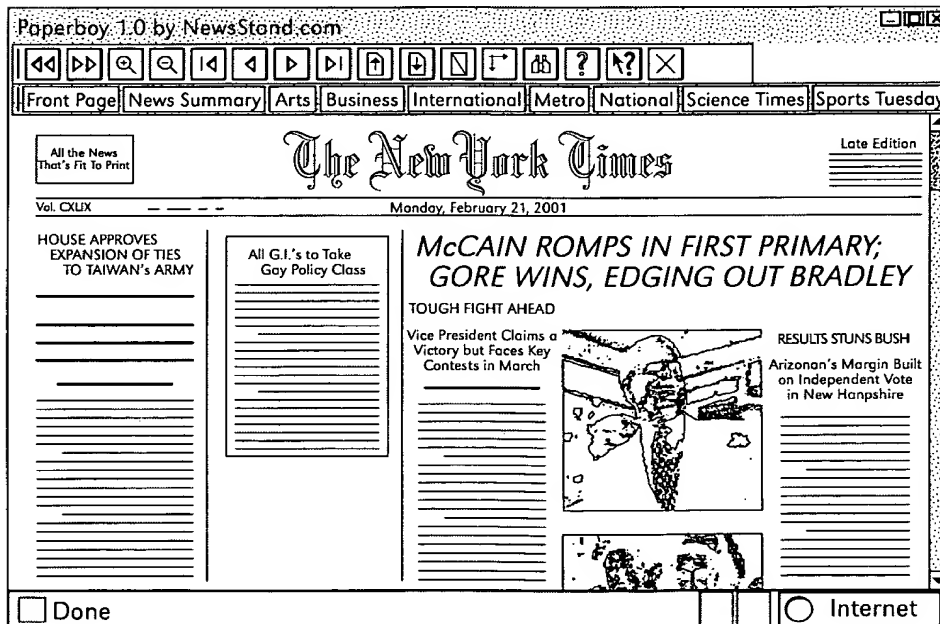 Paperboy 1.0 by NewsStand.com
? ?
Front Page News Summary Arts Business International Metro National Science Times Sports Tuesday
All the News
That's Fit To Print
The New York Times
Late Edition
Vol. CXLIX
Monday, February 21, 2001
HOUSE APPROVES
EXPANSION OF TIES
TO TAIWAN's ARMY
All G.I.'s to Take
Gay Policy Class
McCAIN ROMPS IN FIRST PRIMARY;
GORE WINS, EDGING OUT BRADLEY
TOUGH FIGHT AHEAD
Vice President Claims a
Victory but Faces Key
Contests in March
RESULTS STUNS BUSH
Arizonan's Margin Built
on Independent Vote
in New Hanpshire
Done
Internet